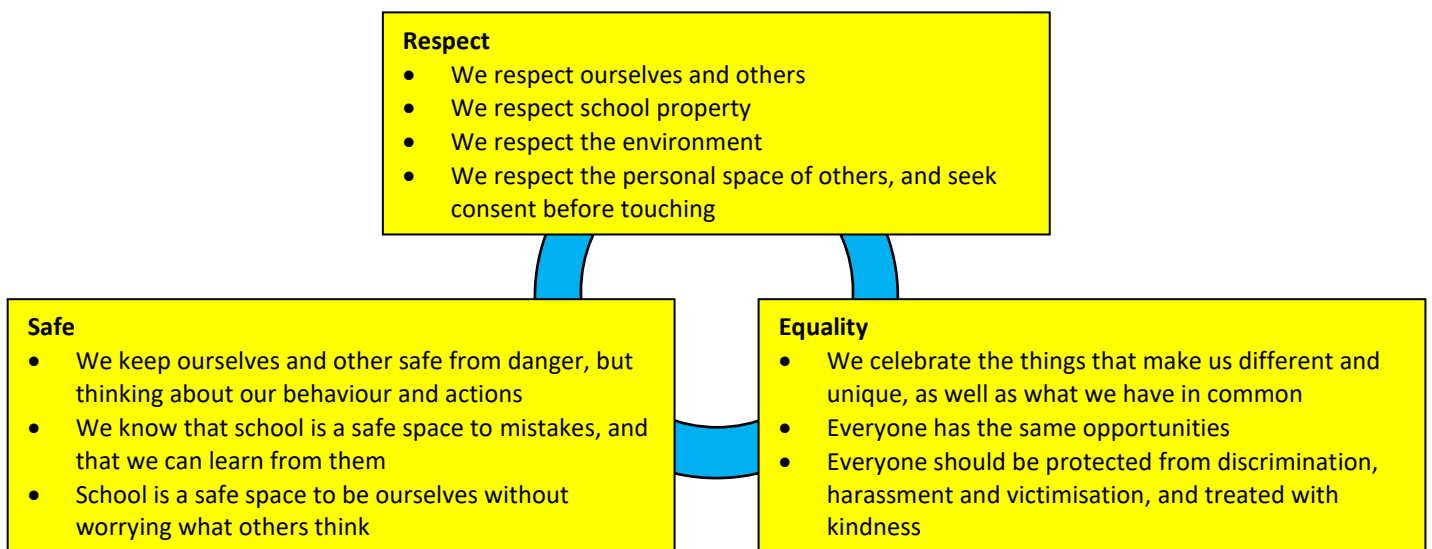 Respect
• We respect ourselves and others
• We respect school property
• We respect the environment
• We respect the personal space of others, and seek
consent before touching
Safe
• We keep ourselves and other safe from danger, but
thinking about our behaviour and actions
• We know that school is a safe space to mistakes, and
that we can learn from them
• School is a safe space to be ourselves without
worrying what others think
Equality
• We celebrate the things that make us different and
unique, as well as what we have in common
• Everyone has the same opportunities
• Everyone should be protected from discrimination,
harassment and victimisation, and treated with
kindness